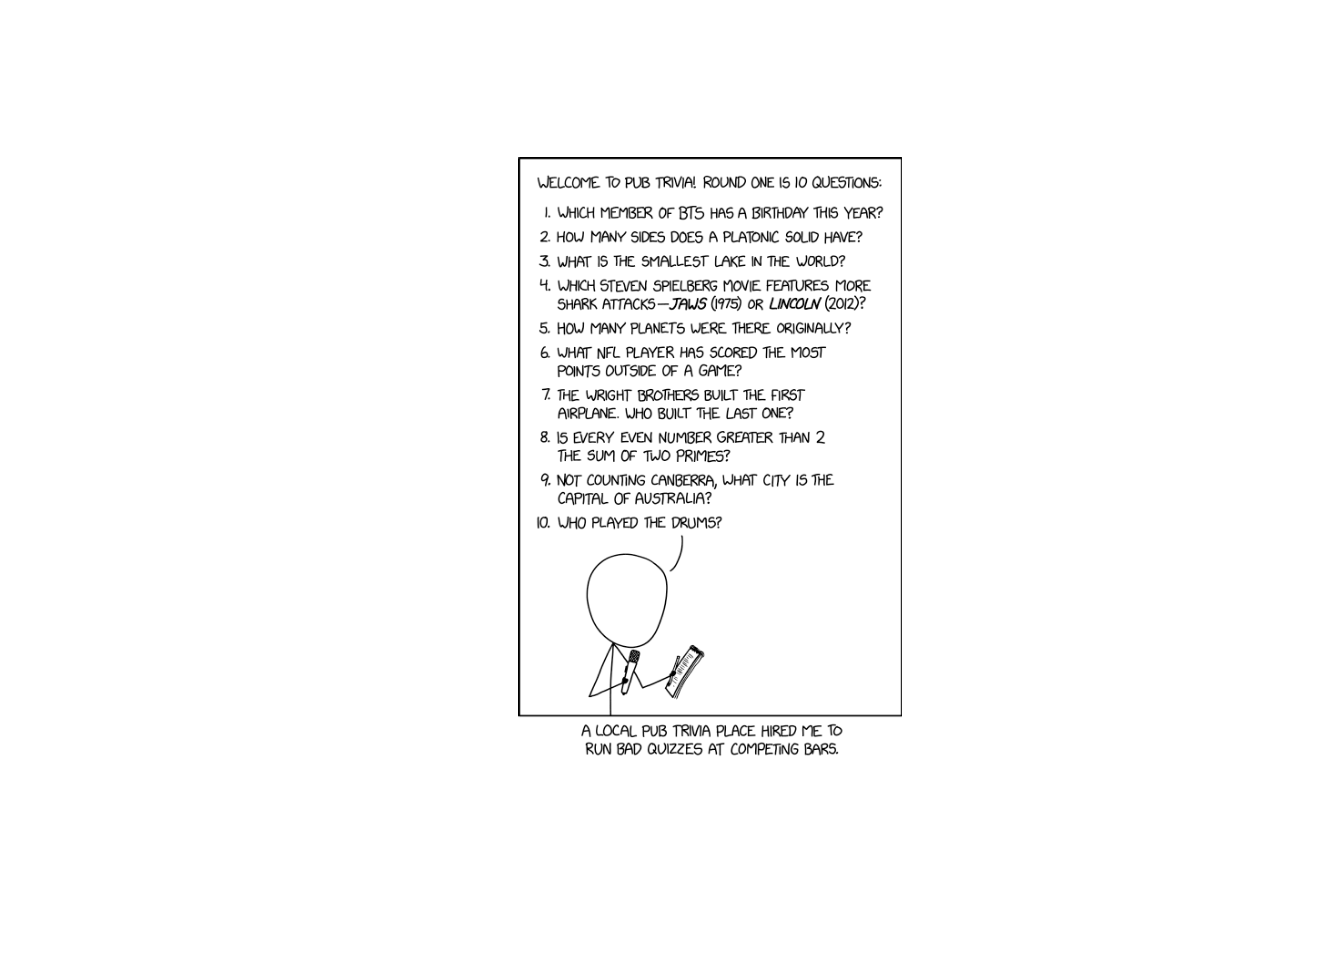 WELCOME TO PUB TRIVIA! ROUND ONE IS 10 QUESTIONS:
1. WHICH MEMBER OF BTS HAS A BIRTHDAY THIS YEAR?
2. HOW MANY SIDES DOES A PLATONIC SOLID HAVE?
3. WHAT IS THE SMALLEST LAKE IN THE WORLD?
4. WHICH STEVEN SPIELBERG MOVIE FEATURES MORE
SHARK ATTACKS—JAWS (1975) OR LINCOLN (2012)?
5. HOW MANY PLANETS WERE THERE ORIGINALLY?
6. WHAT NFL PLAYER HAS SCORED THE MOST
POINTS OUTSIDE OF A GAME?
7. THE WRIGHT BROTHERS BUILT THE FIRST
AIRPLANE. WHO BUILT THE LAST ONE?
8. IS EVERY EVEN NUMBER GREATER THAN 2
THE SUM OF TWO PRIMES?
9. NOT COUNTING CANBERRA, WHAT CITY IS THE
CAPITAL OF AUSTRALIA?
10. WHO PLAYED THE DRUMS?
A LOCAL PUB TRIVIA PLACE HIRED ME TO
RUN BAD QUIZZES AT COMPETING BARS.